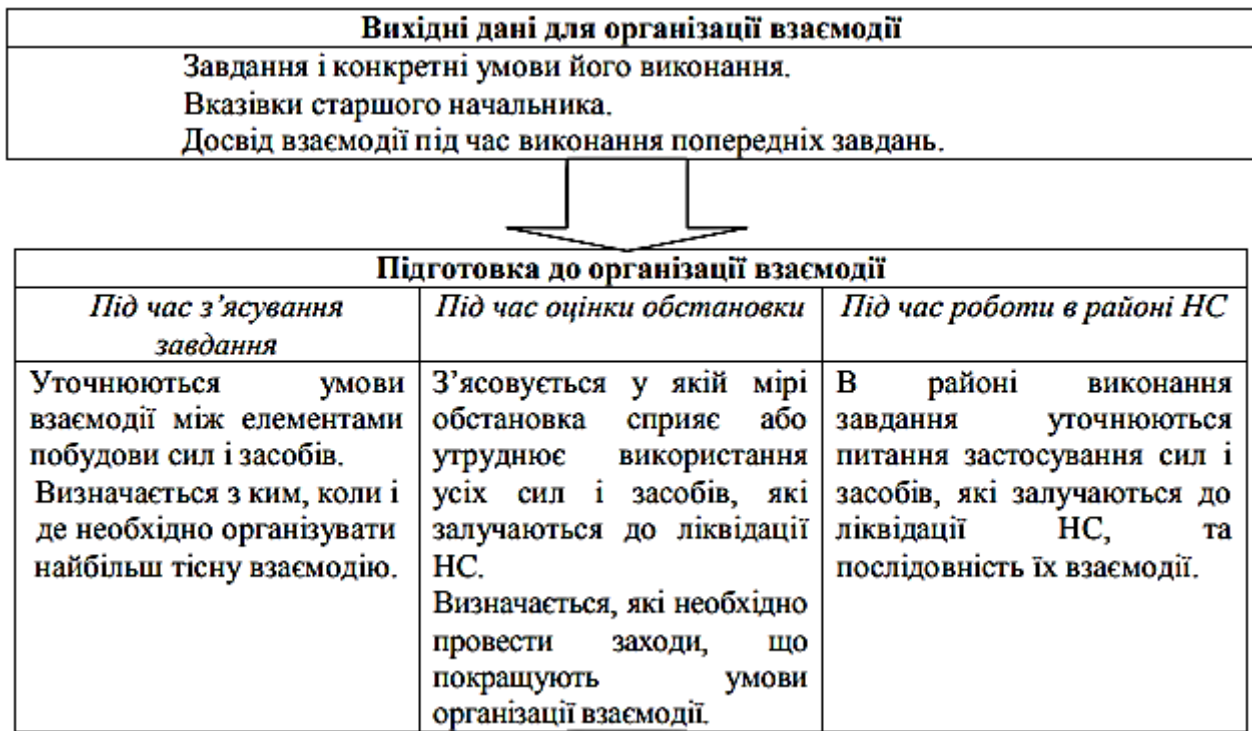 Вихідні дані для організації взаємодії
Завдання і конкретні умови його виконання.
Вказівки старшого начальника.
Досвід взаємодії під час виконання попередніх завдань.
Підготовка до організації взаємодії
Під час з’ясування
завдання
Уточнюються умови
взаємодії між елементами
побудови сил і засобів.
Визначається з ким, коли і
де необхідно організувати
найбільш тісну взаємодію.
Під час оцінки обстановки
З’ясовується у якій мірі
обстановка сприяє або
утруднює використання
усіх сил і засобів, які
залучаються до ліквідації
НС.
Визначається, які необхідно
провести заходи, що
покращують умови
організації взаємодії.
Під час роботи в районі НС
В районі виконання
завдання уточнюються
питання застосування сил і
засобів, які залучаються до
ліквідації НС, та
послідовність їх взаємодії.